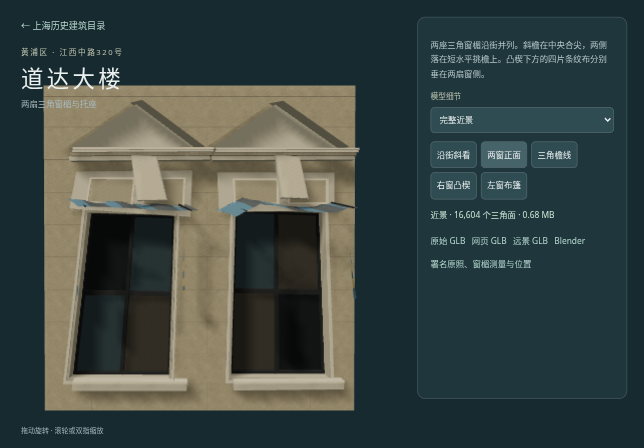 ← 上海历史建筑目录
黄浦区 · 江西中路320号
道达大楼
两扇三角窗楣与托座
两座三角窗楣沿街并列。斜檐在中央合尖，两侧
落在短水平挑檐上。凸楔下方的四片条纹布分别
垂在两扇窗侧。
模型细节
完整近景
沿街斜看
两窗正面
三角檐线
右窗凸楔
左窗布篷
近景 · 16,604 个三角面 · 0.68 MB
原始 GLB 网页 GLB 远景 GLB Blender
署名原照、窗楣测量与位置
拖动旋转 · 滚轮或双指缩放